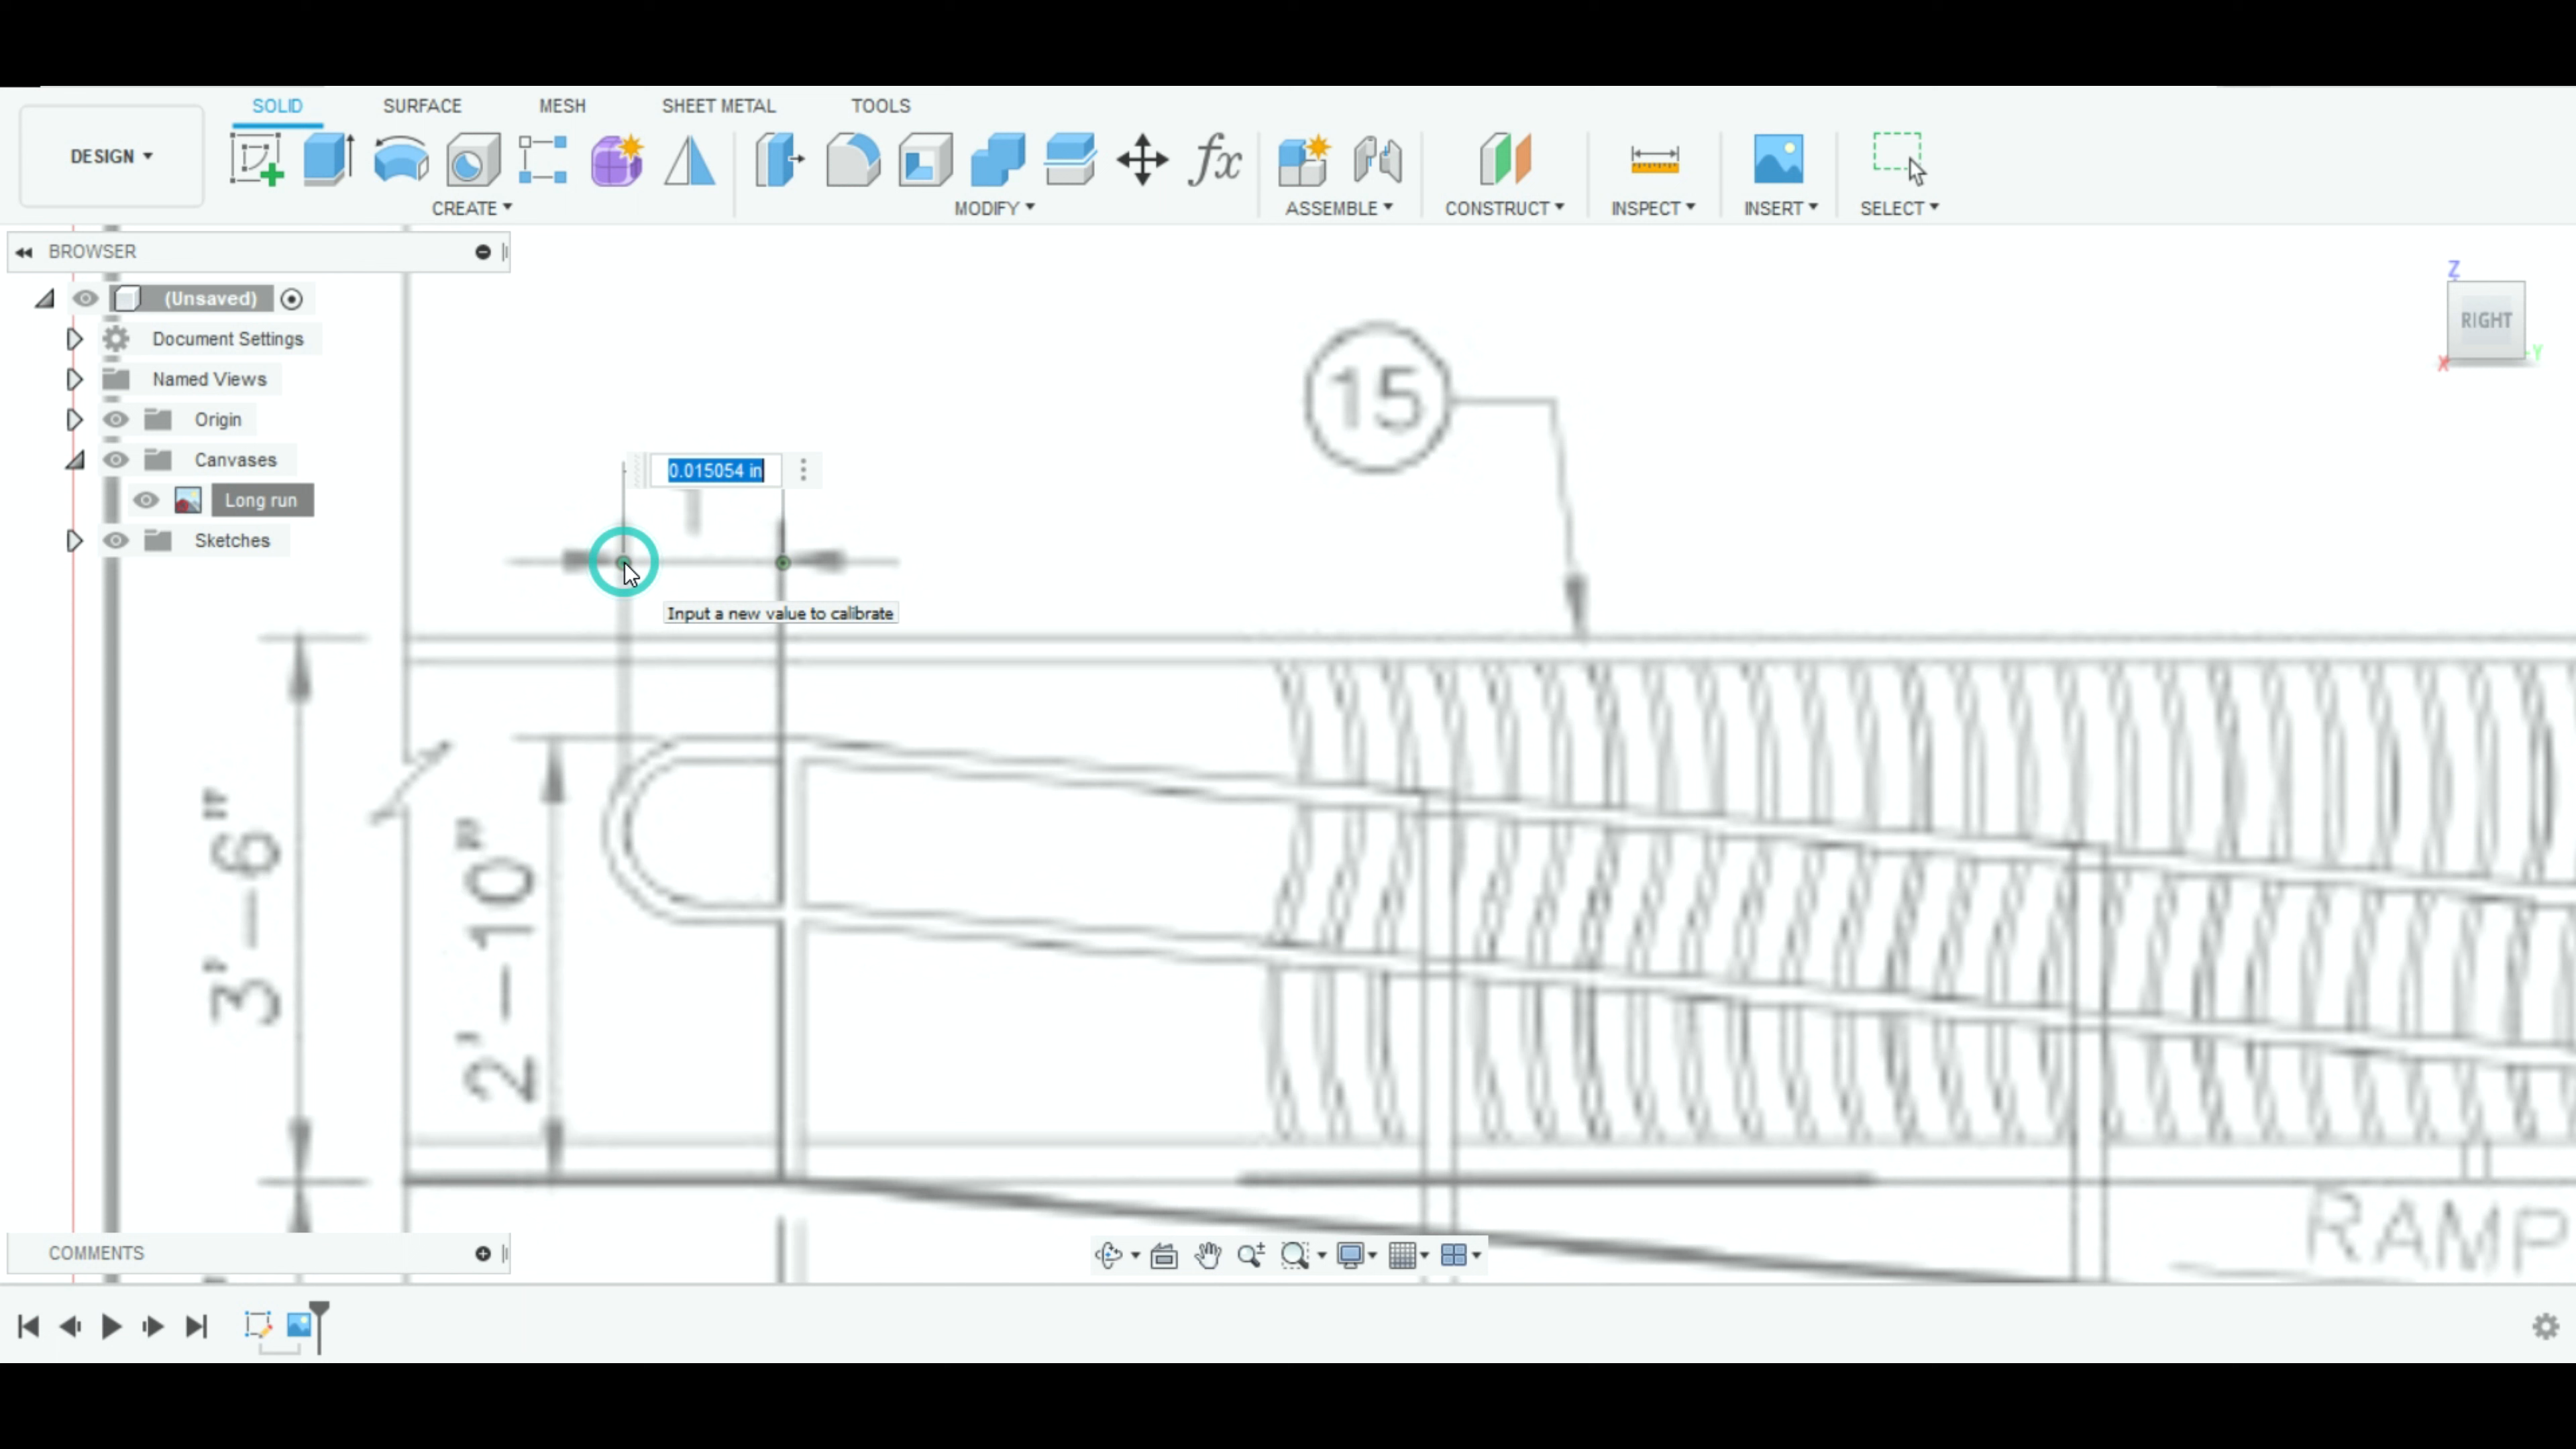 SOLID SURFACE MESH SHEET METAL TOOLS
DESIGN
CREATE MODIFY ASSEMBLE CONSTRUCT INSPECT INSERT SELECT
BROWSER
(Unsaved)
Document Settings
Named Views
Origin
Canvases
Long run
Sketches
Z
RIGHT
X
-Y
15
0.015054 in
Input a new value to calibrate
3'-6"
2'-10"
RAMP
COMMENTS
fx